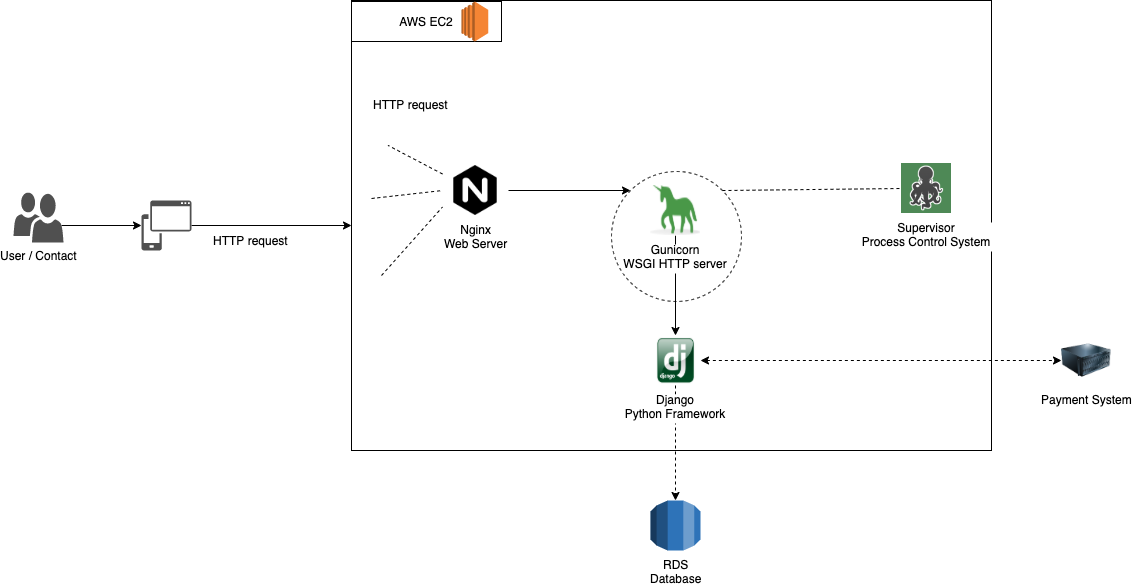 AWS EC2
HTTP request
Nginx
Web Server
Gunicorn
WSGI HTTP server
Supervisor
Process Control System
User / Contact
HTTP request
dj
django
Django
Python Framework
Payment System
RDS
Database